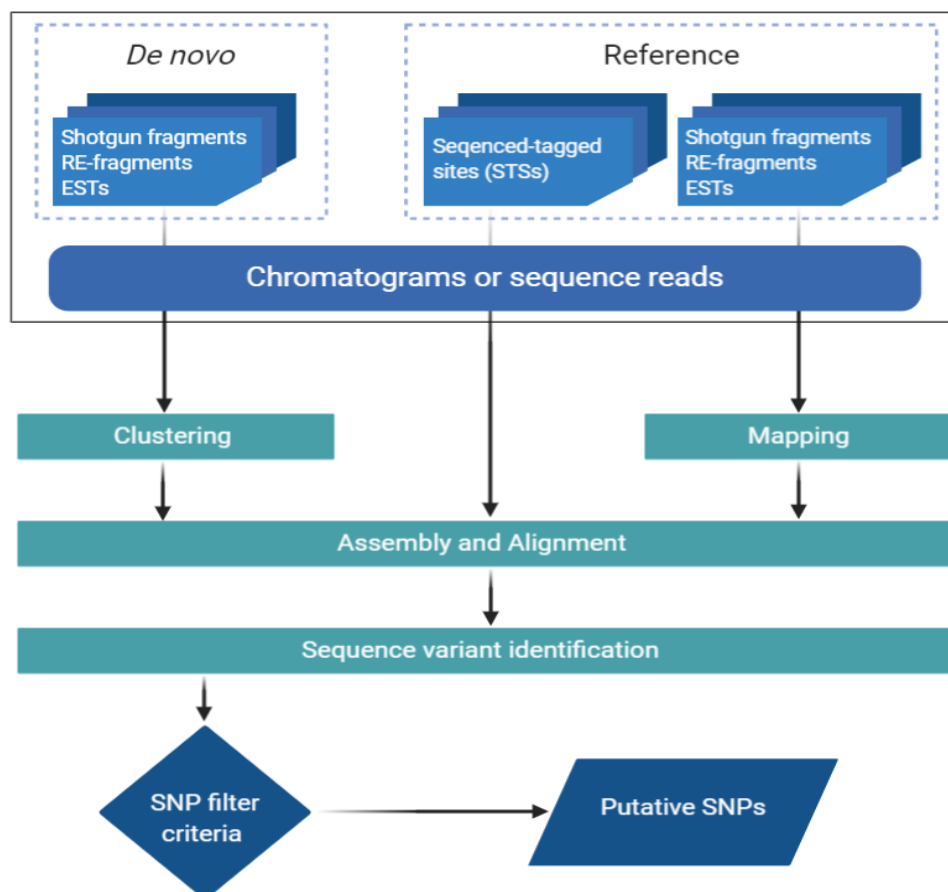 De novo
Reference
Shotgun fragments
RE-fragments
ESTs
Seqenced-tagged
sites (STSs)
Shotgun fragments
RE-fragments
ESTs
Chromatograms or sequence reads
Clustering
Mapping
Assembly and Alignment
Sequence variant identification
SNP filter
criteria
Putative SNPs